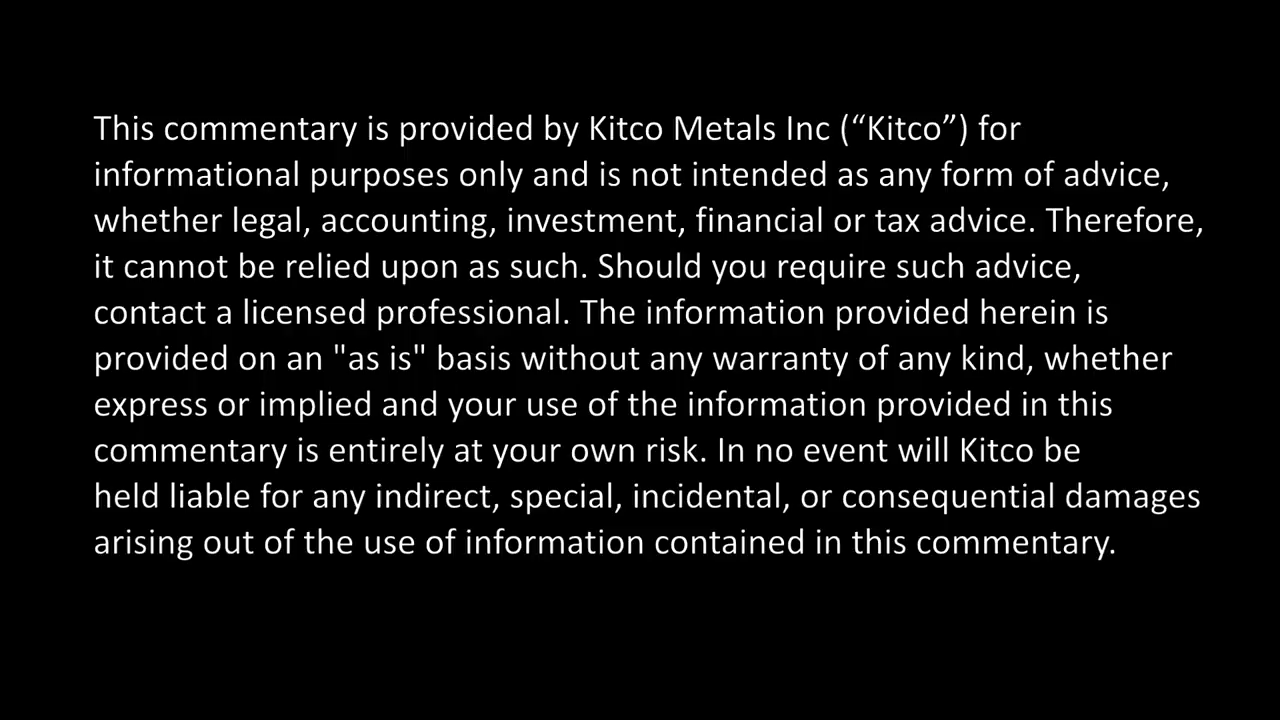 This commentary is provided by Kitco Metals Inc (“Kitco”) for
informational purposes only and is not intended as any form of advice,
whether legal, accounting, investment, financial or tax advice. Therefore,
it cannot be relied upon as such. Should you require such advice,
contact a licensed professional. The information provided herein is
provided on an "as is" basis without any warranty of any kind, whether
express or implied and your use of the information provided in this
commentary is entirely at your own risk. In no event will Kitco be
held liable for any indirect, special, incidental, or consequential damages
arising out of the use of information contained in this commentary.